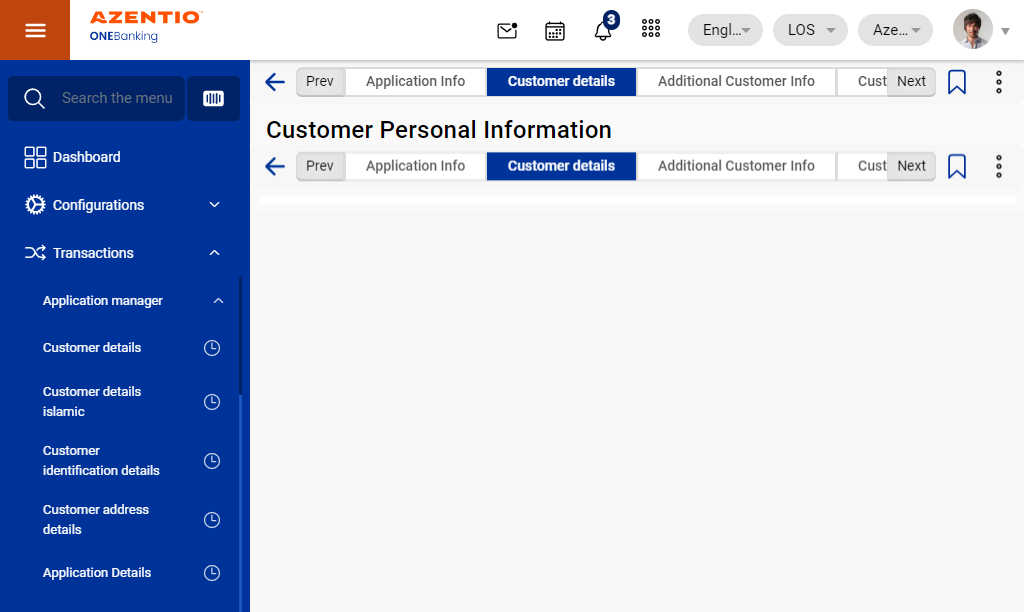 AZENTIO
ONEBanking
3
Engl...
LOS
Aze...
Search the menu
Dashboard
Configurations
Transactions
Application manager
Customer details
Customer details
islamic
Customer
identification details
Customer address
details
Application Details
Prev
Application Info
Customer details
Additional Customer Info
Cust
Next
Customer Personal Information
Prev
Application Info
Customer details
Additional Customer Info
Cust
Next